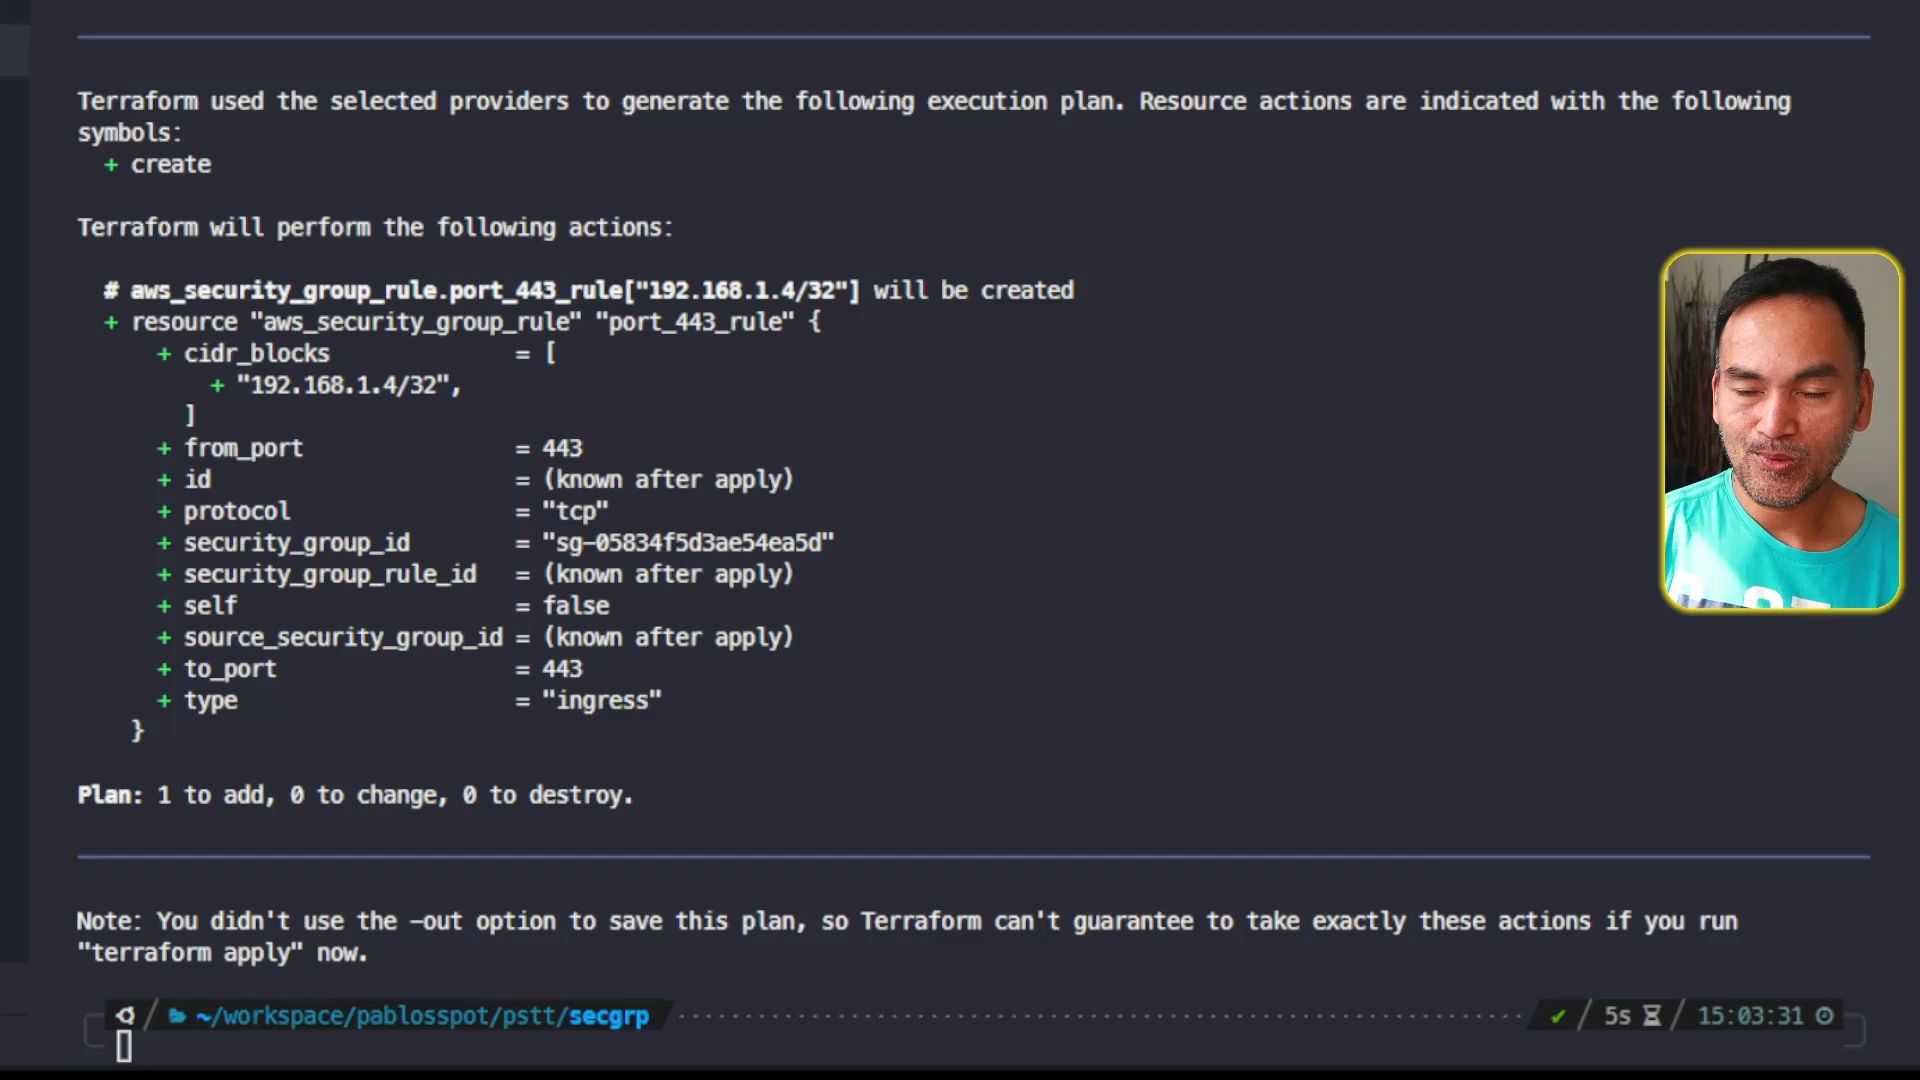 Terraform used the selected providers to generate the following execution plan. Resource actions are indicated with the following
symbols:
+ create
Terraform will perform the following actions:
# aws_security_group_rule.port_443_rule["192.168.1.4/32"] will be created
+ resource "aws_security_group_rule" "port_443_rule" {
+ cidr_blocks = [
+ "192.168.1.4/32",
]
+ from_port = 443
+ id = (known after apply)
+ protocol = "tcp"
+ security_group_id = "sg-05834f5d3ae54ea5d"
+ security_group_rule_id = (known after apply)
+ self = false
+ source_security_group_id = (known after apply)
+ to_port = 443
+ type = "ingress"
}
Plan: 1 to add, 0 to change, 0 to destroy.
Note: You didn't use the -out option to save this plan, so Terraform can't guarantee to take exactly these actions if you run
"terraform apply" now.
~/workspace/pablosspot/pstt/secgrp ✔ 5s 15:03:31